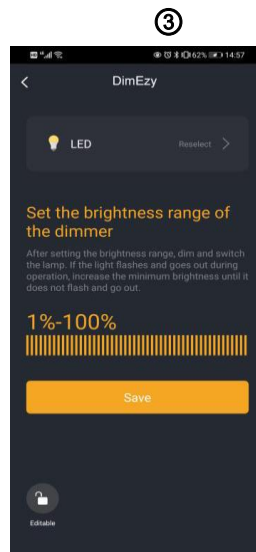 ③
62% 14:57
DimEzy
LED Reselect
Set the brightness range of
the dimmer
After setting the brightness range, dim and switch
the lamp. If the light flashes and goes out during
operation, increase the minimum brightness until it
does not flash and go out.
1%-100%
Save
Editable